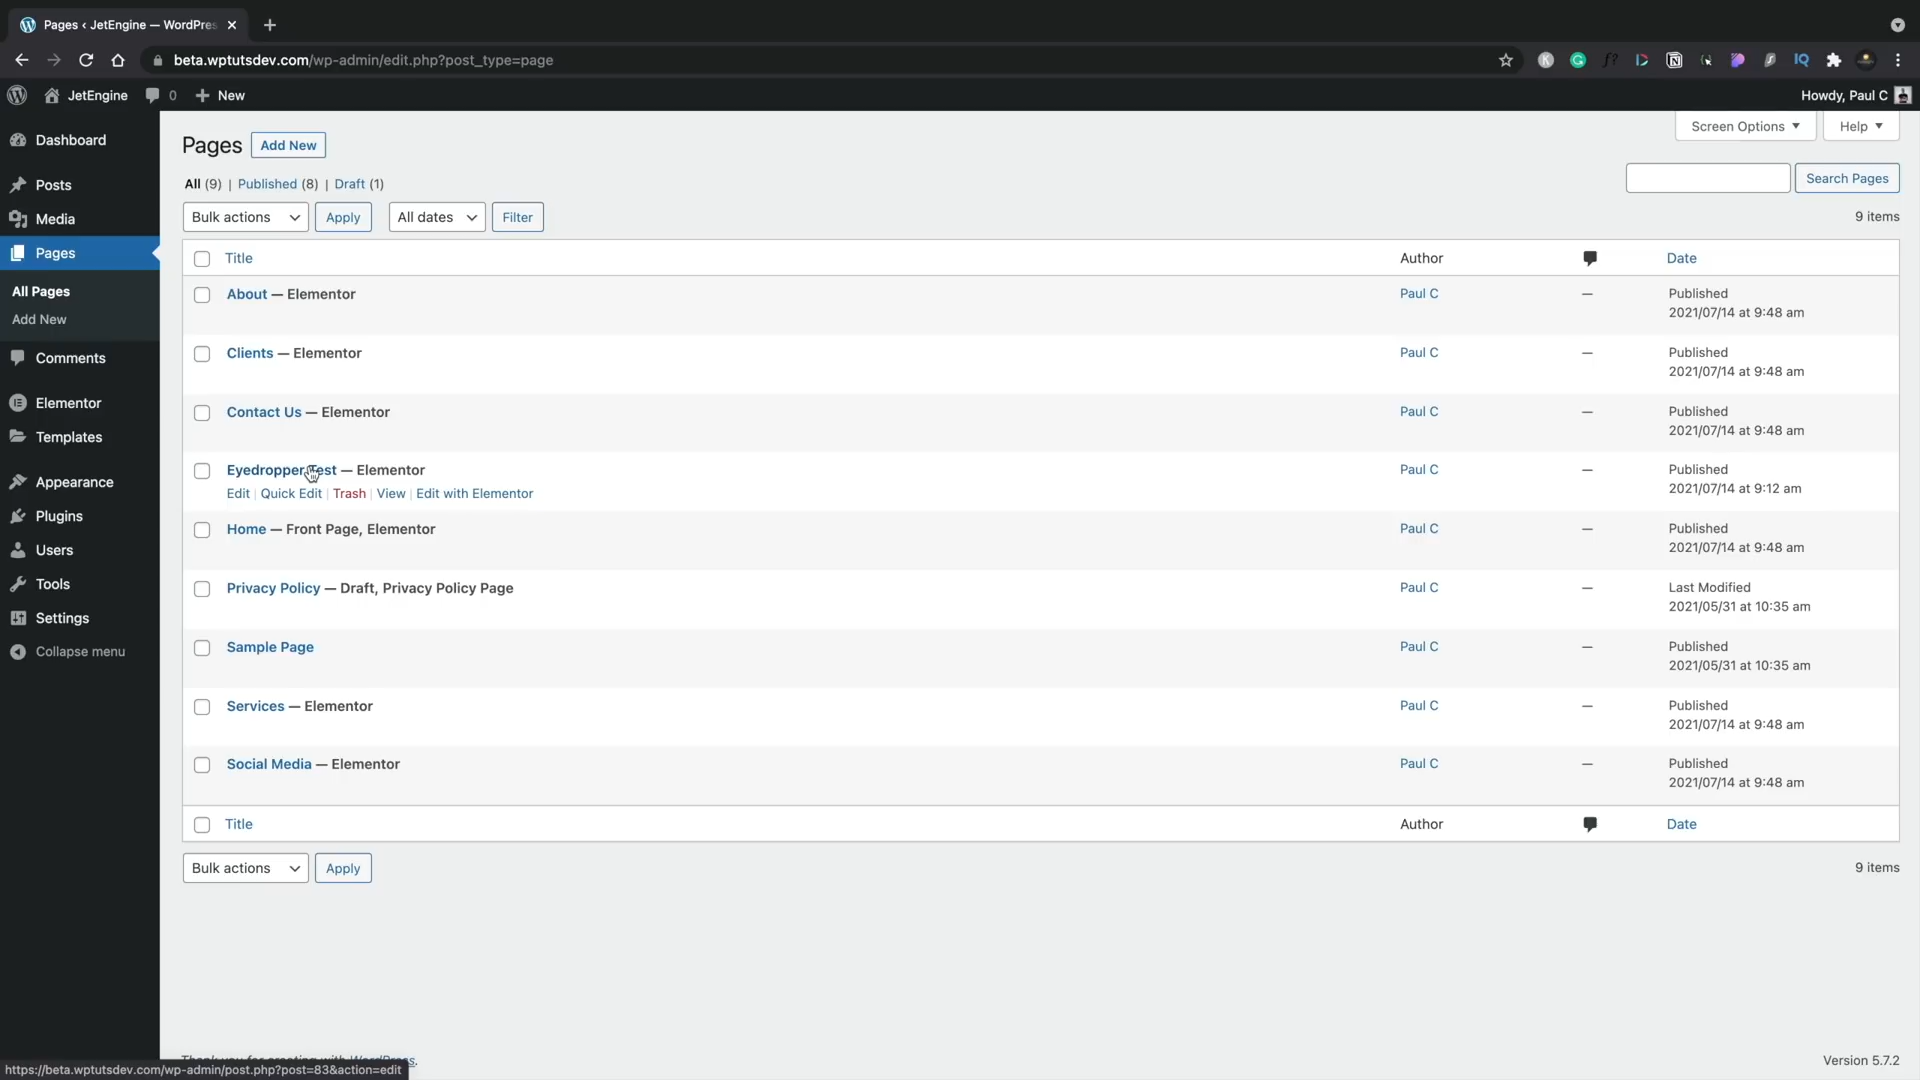 Pages ‹ JetEngine — WordPres
beta.wptutsdev.com/wp-admin/edit.php?post_type=page
JetEngine 0 New
Howdy, Paul C
Dashboard
Posts
Media
Pages
All Pages
Add New
Comments
Elementor
Templates
Appearance
Plugins
Users
Tools
Settings
Collapse menu
Screen Options Help
Pages Add New
All (9) | Published (8) | Draft (1)
Search Pages
Bulk actions Apply All dates Filter
9 items
Title Author Date
About — Elementor Paul C — Published
2021/07/14 at 9:48 am
Clients — Elementor Paul C — Published
2021/07/14 at 9:48 am
Contact Us — Elementor Paul C — Published
2021/07/14 at 9:48 am
Eyedropper Test — Elementor Paul C — Published
2021/07/14 at 9:12 am
Edit | Quick Edit | Trash | View | Edit with Elementor
Home — Front Page, Elementor Paul C — Published
2021/07/14 at 9:48 am
Privacy Policy — Draft, Privacy Policy Page Paul C — Last Modified
2021/05/31 at 10:35 am
Sample Page Paul C — Published
2021/05/31 at 10:35 am
Services — Elementor Paul C — Published
2021/07/14 at 9:48 am
Social Media — Elementor Paul C — Published
2021/07/14 at 9:48 am
Title Author Date
Bulk actions Apply
9 items
Thank you for creating with WordPress.
Version 5.7.2
https://beta.wptutsdev.com/wp-admin/post.php?post=83&action=edit